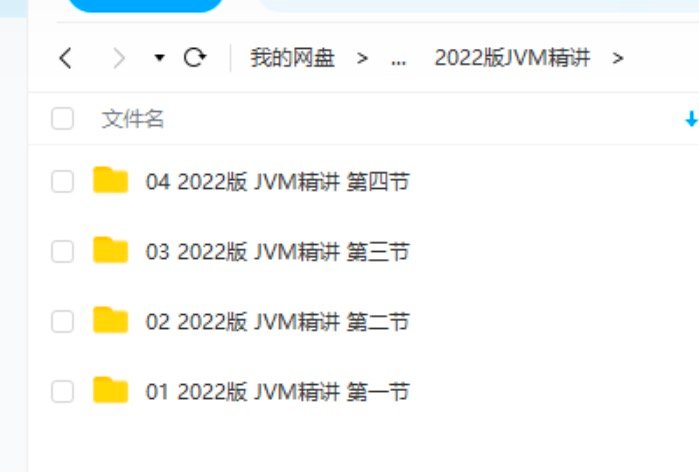 我的网盘 > ... 2022版JVM精讲 >
文件名
04 2022版 JVM精讲 第四节
03 2022版 JVM精讲 第三节
02 2022版 JVM精讲 第二节
01 2022版 JVM精讲 第一节